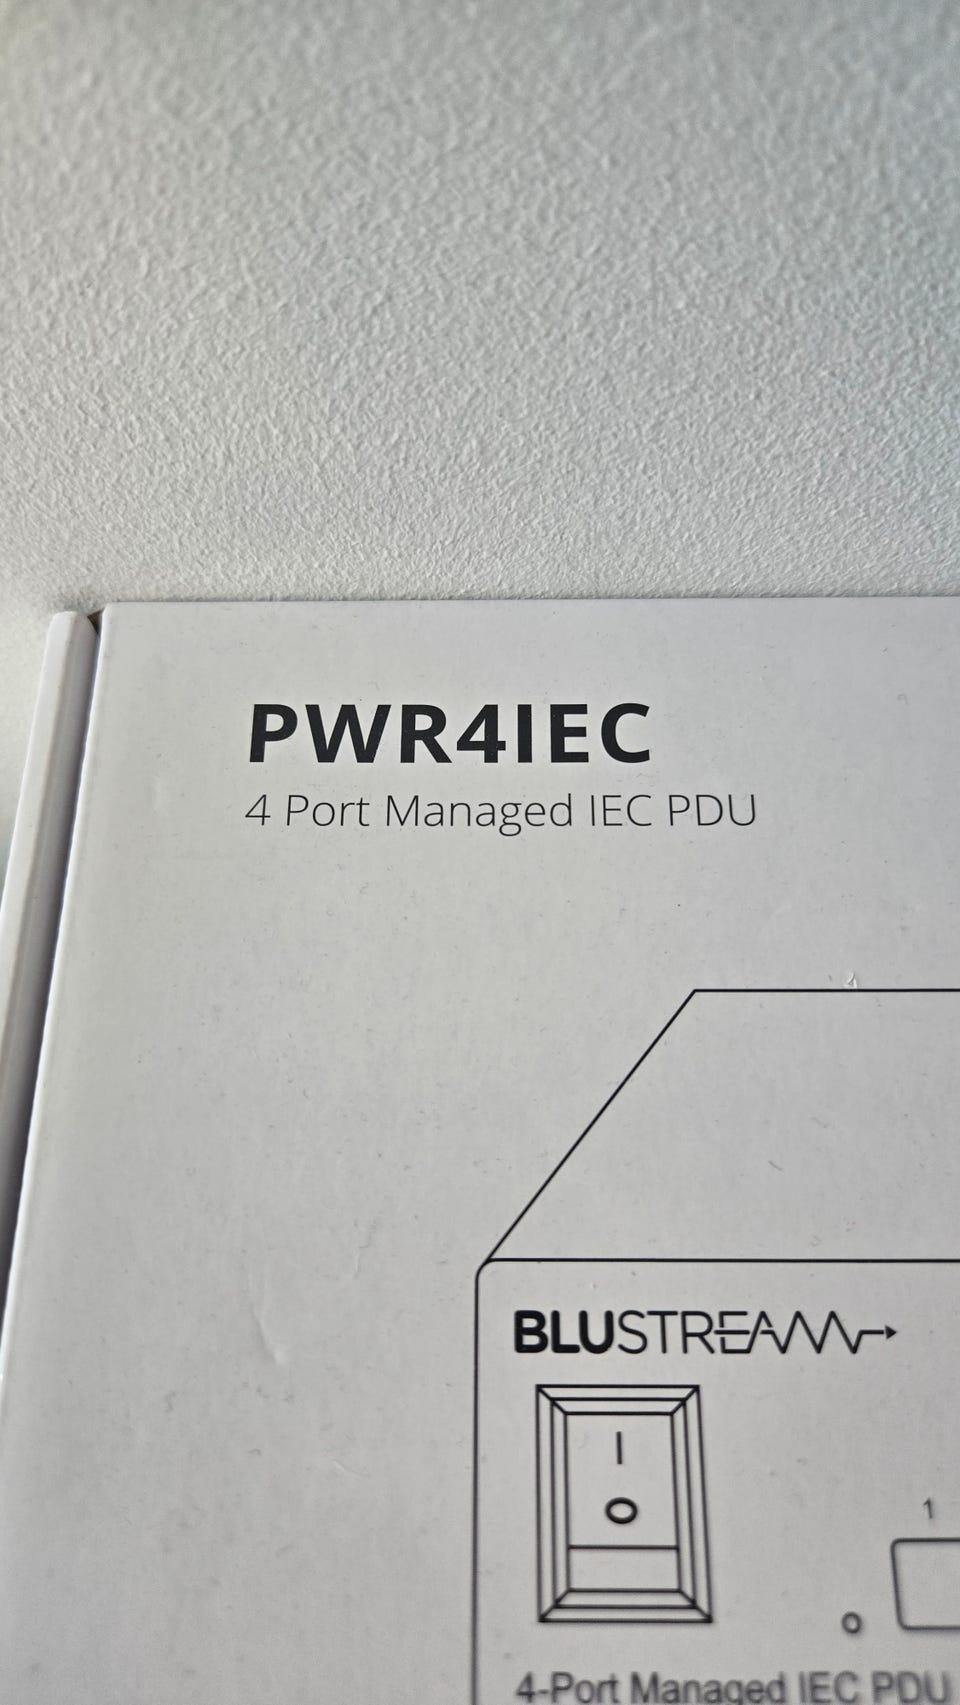 PWR4IEC
4 Port Managed IEC PDU
BLUSTREAM
I
O
1
4-Port Managed IEC PDU